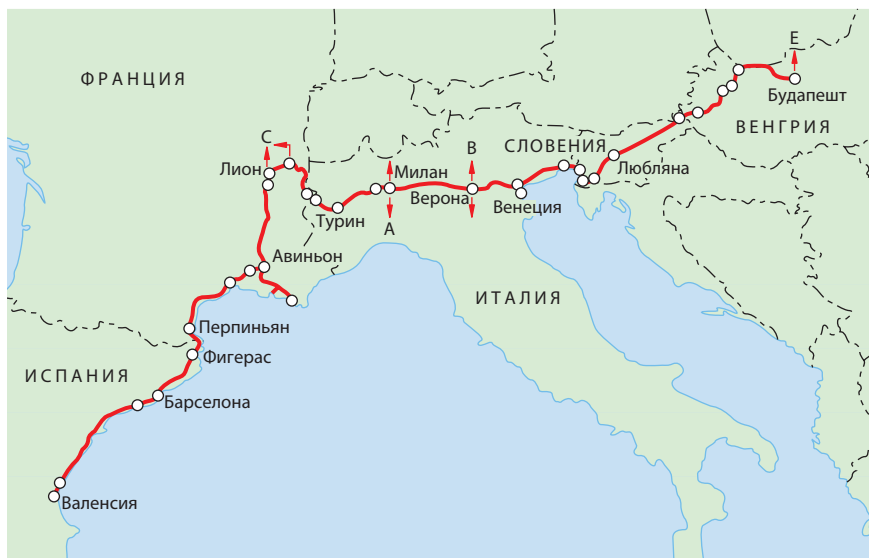 Е
ФРАНЦИЯ
Будапешт
ВЕНГРИЯ
С
В
СЛОВЕНИЯ
Лион
Милан
Любляна
Верона
Венеция
Турин
А
Авиньон
ИТАЛИЯ
Перпиньян
Фигерас
ИСПАНИЯ
Барселона
Валенсия